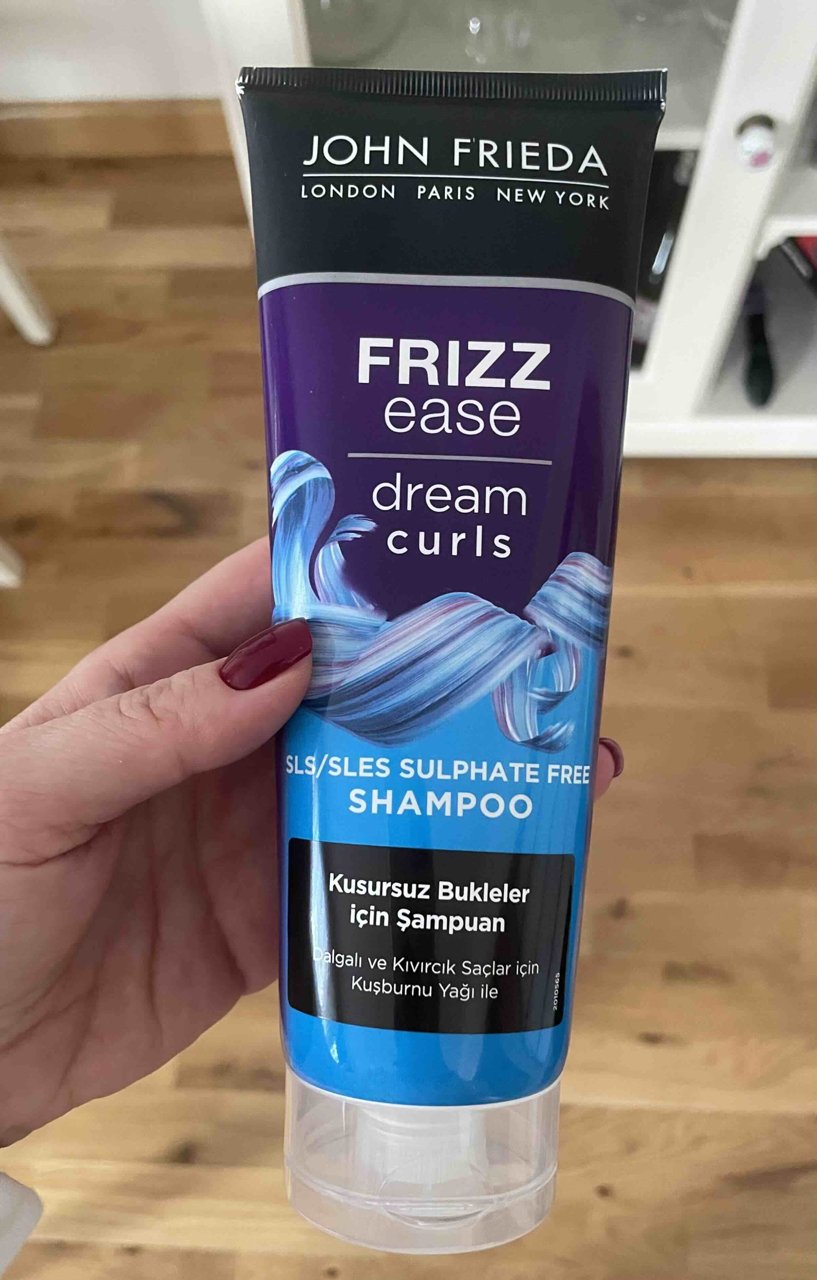 JOHN FRIEDA
LONDON PARIS NEW YORK
FRIZZ
ease
dream
curls
SLS/SLES SULPHATE FREE
SHAMPOO
Kusursuz Bukleler
için Şampuan
Dalgalı ve Kıvırcık Saçlar için
Kuşburnu Yağı ile
2010565